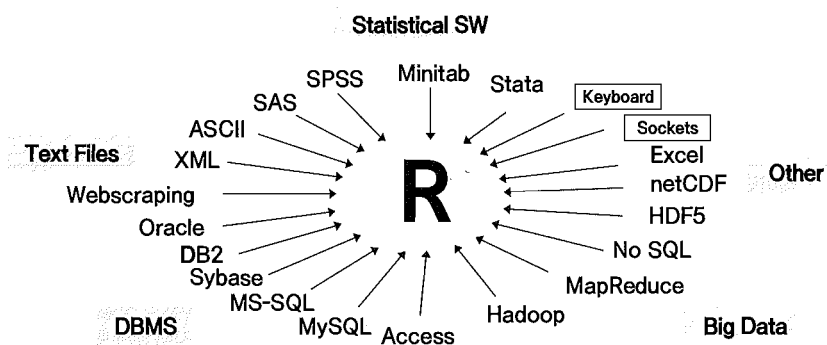 Statistical SW
Minitab
SPSS
Stata
SAS
Keyboard
ASCII
Sockets
Text Files
XML
Excel
Other
Webscraping
R
netCDF
Oracle
HDF5
DB2
No SQL
Sybase
MapReduce
MS-SQL
Hadoop
DBMS
MySQL
Access
Big Data